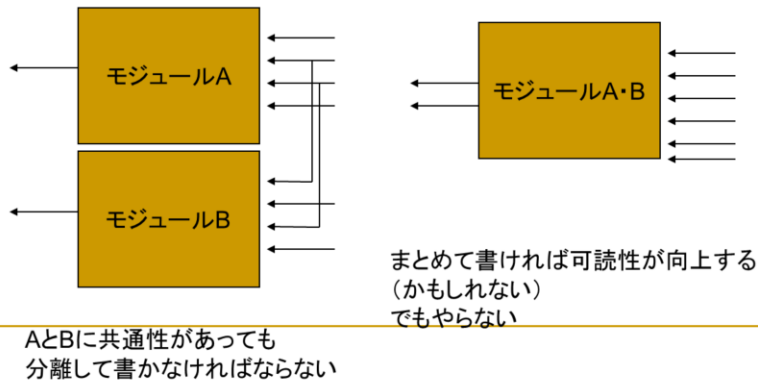 モジュールA
モジュールB
AとBに共通性があっても
分離して書かなければならない
モジュールA・B
まとめて書ければ可読性が向上する
（かもしれない）
でもやらない